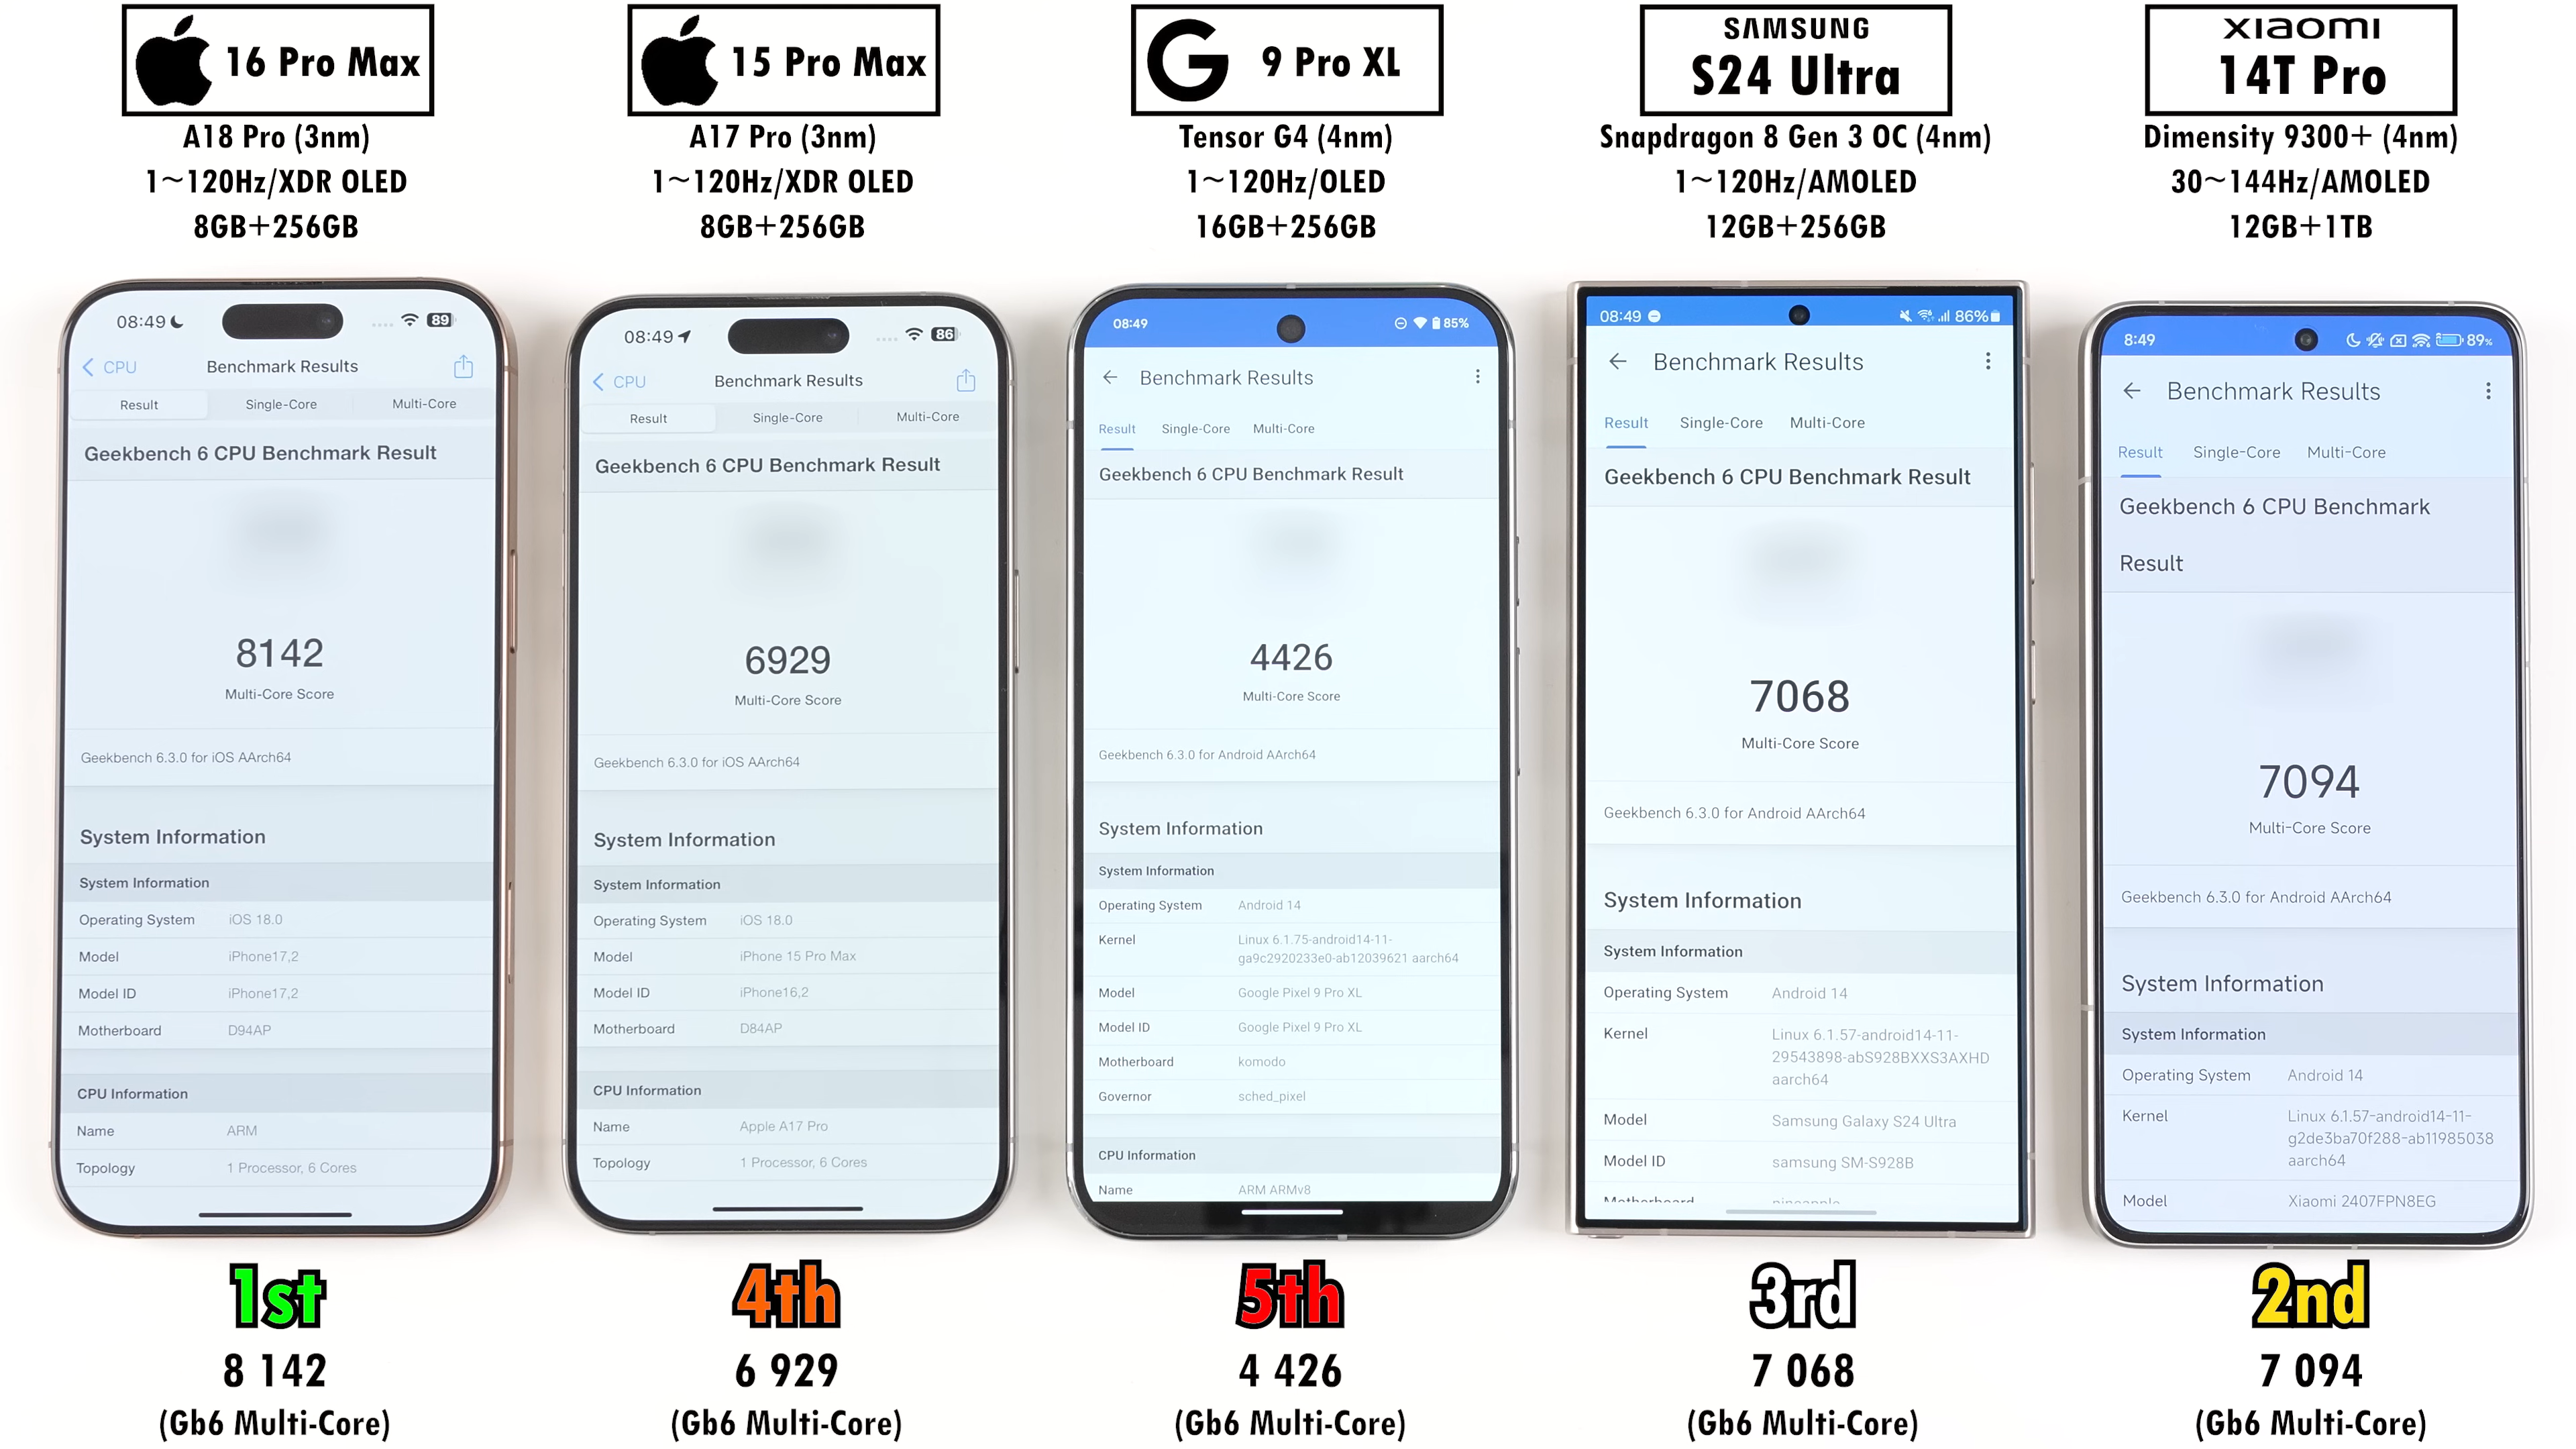 16 Pro Max
A18 Pro (3nm)
1~120Hz/XDR OLED
8GB+256GB
15 Pro Max
A17 Pro (3nm)
1~120Hz/XDR OLED
8GB+256GB
G 9 Pro XL
Tensor G4 (4nm)
1~120Hz/OLED
16GB+256GB
SAMSUNG
S24 Ultra
Snapdragon 8 Gen 3 OC (4nm)
1~120Hz/AMOLED
12GB+256GB
xiaomi
14T Pro
Dimensity 9300+ (4nm)
30~144Hz/AMOLED
12GB+1TB
08:49 89
CPU Benchmark Results
Result Single-Core Multi-Core
Geekbench 6 CPU Benchmark Result
8142
Multi-Core Score
Geekbench 6.3.0 for iOS AArch64
System Information
System Information
Operating System iOS 18.0
Model iPhone17,2
Model ID iPhone17,2
Motherboard D94AP
CPU Information
Name ARM
Topology 1 Processor, 6 Cores
08:49 86
CPU Benchmark Results
Result Single-Core Multi-Core
Geekbench 6 CPU Benchmark Result
6929
Multi-Core Score
Geekbench 6.3.0 for iOS AArch64
System Information
System Information
Operating System iOS 18.0
Model iPhone 15 Pro Max
Model ID iPhone16,2
Motherboard D84AP
CPU Information
Name Apple A17 Pro
Topology 1 Processor, 6 Cores
08:49 85%
Benchmark Results
Result Single-Core Multi-Core
Geekbench 6 CPU Benchmark Result
4426
Multi-Core Score
Geekbench 6.3.0 for Android AArch64
System Information
System Information
Operating System Android 14
Kernel Linux 6.1.75-android14-11-
ga9c2920233e0-ab12039621 aarch64
Model Google Pixel 9 Pro XL
Model ID Google Pixel 9 Pro XL
Motherboard komodo
Governor sched_pixel
CPU Information
Name ARM ARMv8
08:49 86%
Benchmark Results
Result Single-Core Multi-Core
Geekbench 6 CPU Benchmark Result
7068
Multi-Core Score
Geekbench 6.3.0 for Android AArch64
System Information
System Information
Operating System Android 14
Kernel Linux 6.1.57-android14-11-
29543898-abS928BXXS3AXHD
aarch64
Model Samsung Galaxy S24 Ultra
Model ID samsung SM-S928B
Motherboard pineapple
8:49 89%
Benchmark Results
Result Single-Core Multi-Core
Geekbench 6 CPU Benchmark
Result
7094
Multi-Core Score
Geekbench 6.3.0 for Android AArch64
System Information
System Information
Operating System Android 14
Kernel Linux 6.1.57-android14-11-
g2de3ba70f288-ab11985038
aarch64
Model Xiaomi 2407FPN8EG
1st
8 142
(Gb6 Multi-Core)
4th
6 929
(Gb6 Multi-Core)
5th
4 426
(Gb6 Multi-Core)
3rd
7 068
(Gb6 Multi-Core)
2nd
7 094
(Gb6 Multi-Core)